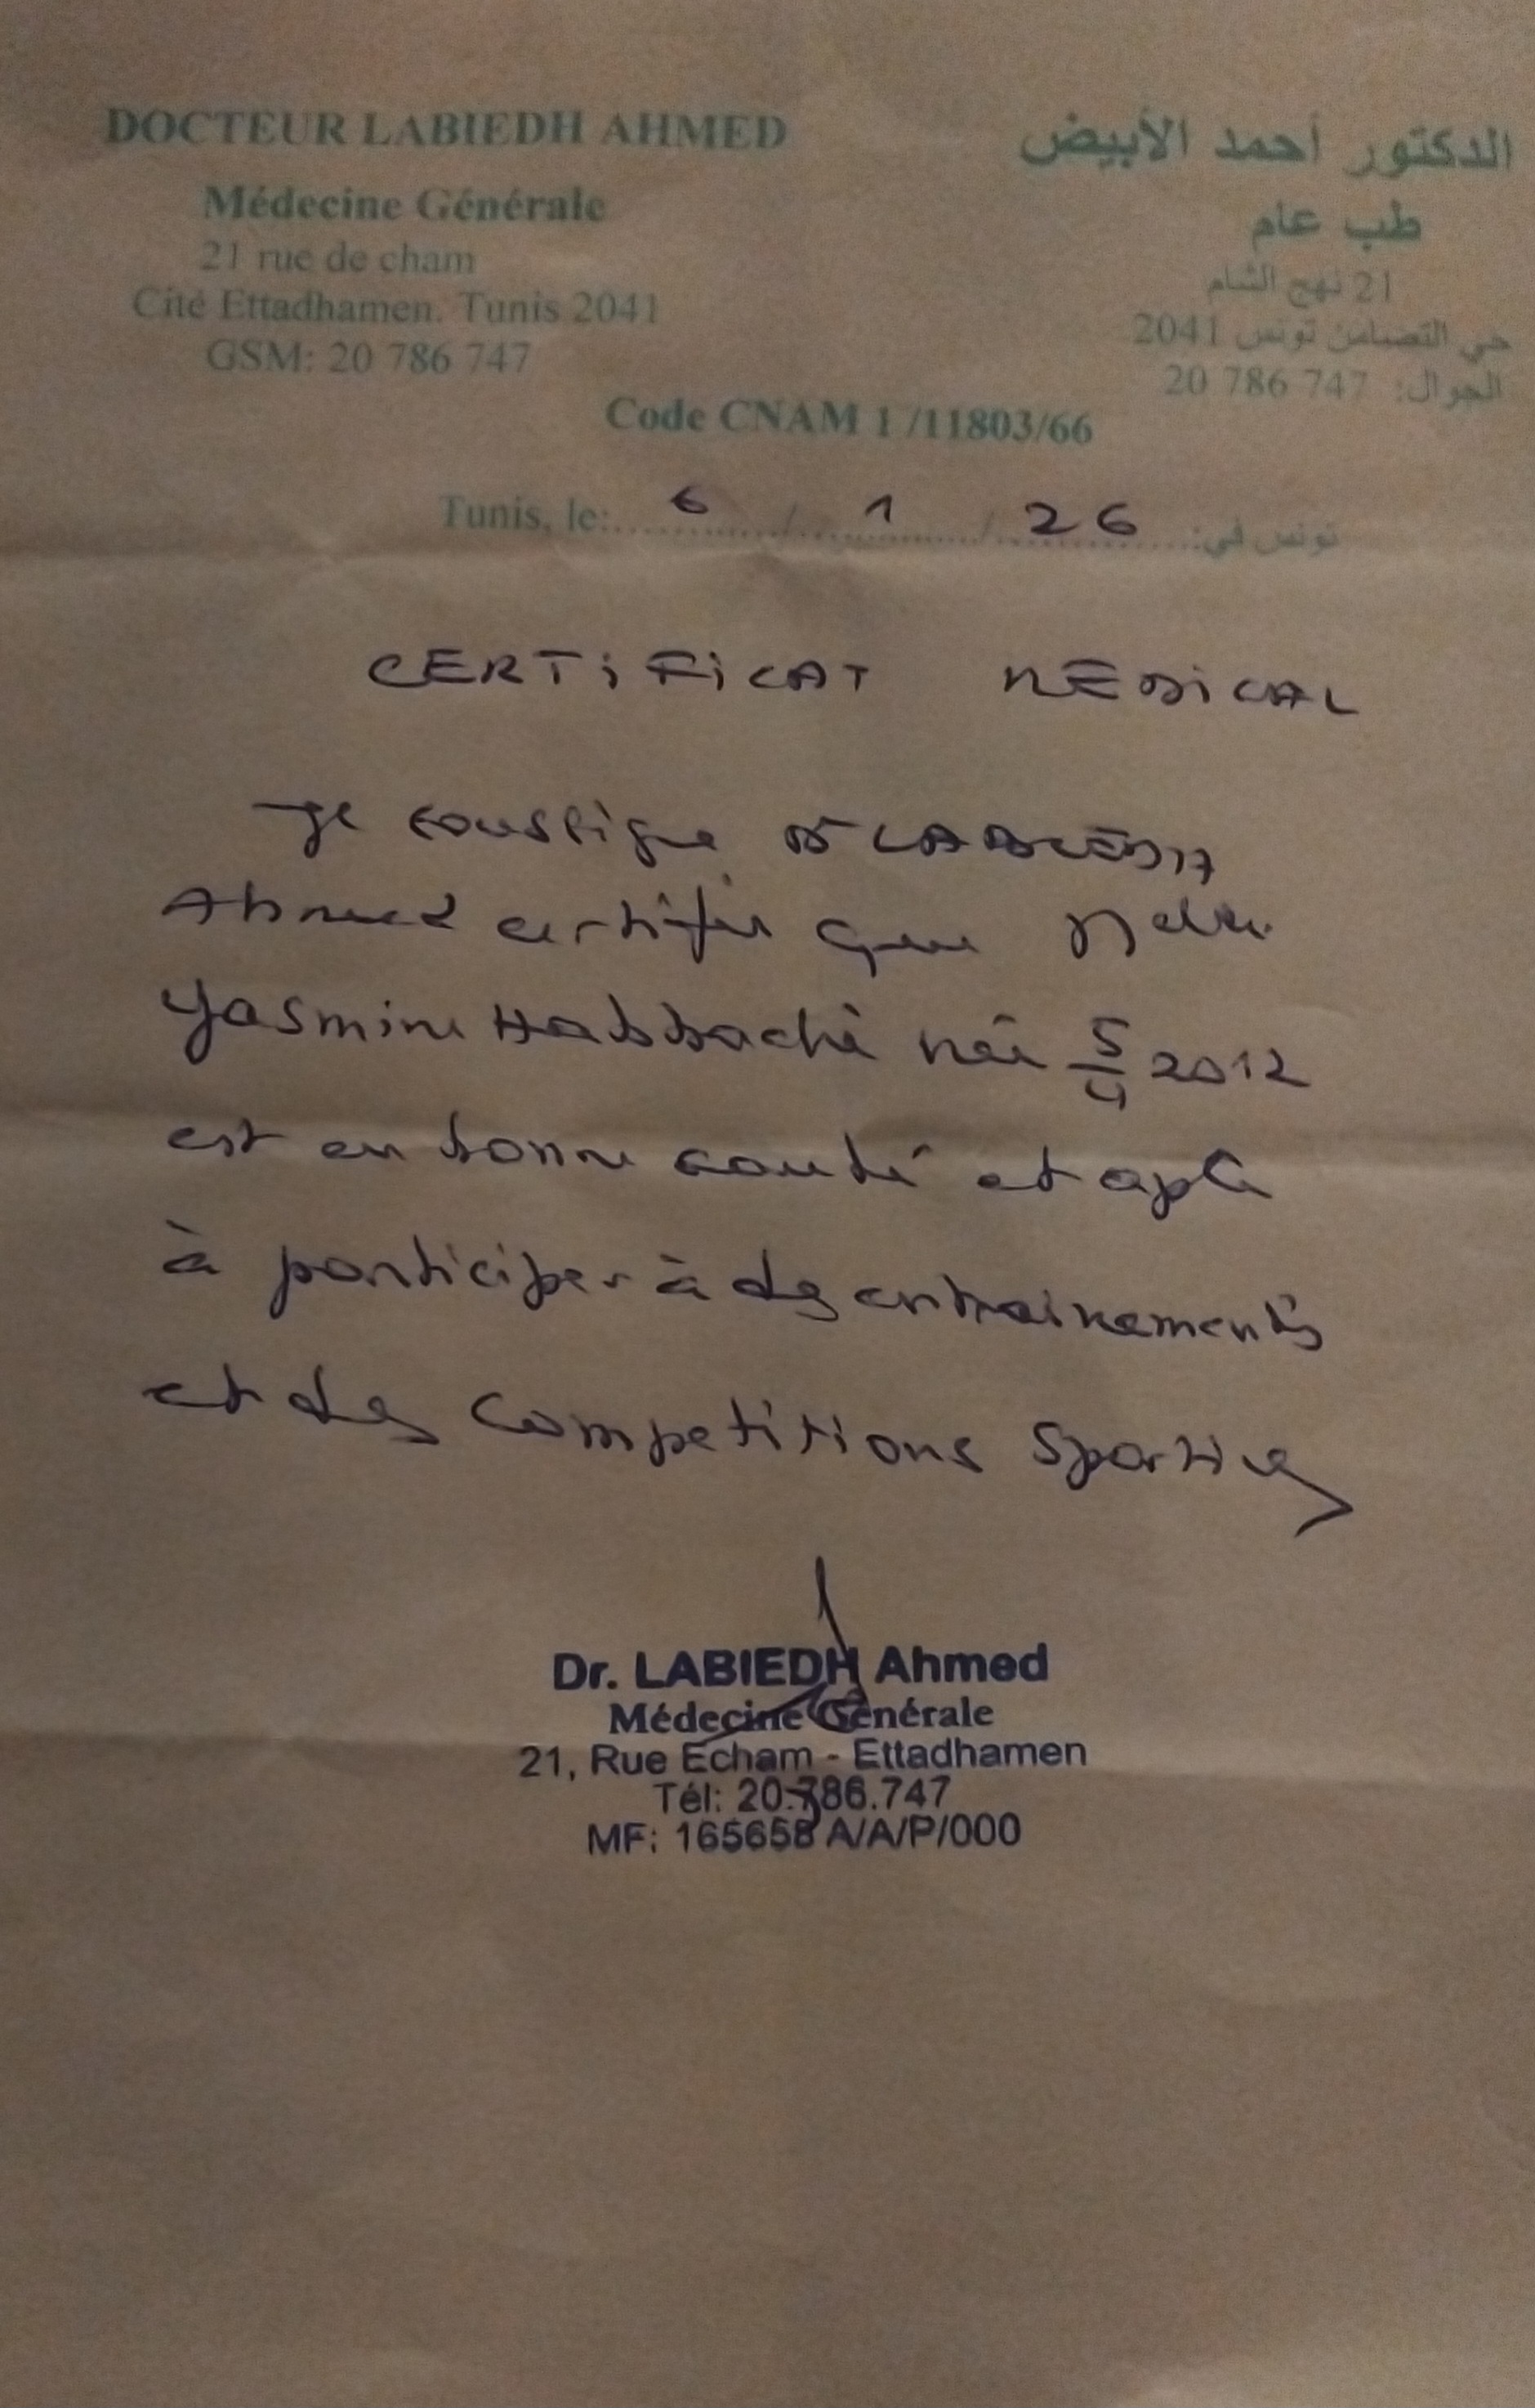 DOCTEUR LABIEDH AHMED
Médecine Générale
21 rue de cham
Cité Ettadhamen. Tunis 2041
GSM: 20 786 747
الدكتور أحمد الأبيض
طب عام
21 نهج الشام
حي التضامن تونس 2041
الجوال: 20 786 747
Code CNAM 1 /11803/66
Tunis, le: 6 / 1 / 26 تونس في:
CERTIFICAT MEDICAL
Je soussigné Dr LABIEDH
Ahmed certifie que Melle
Yasmine Habbachi née 5/4 2012
est en bonne santé et apte
à participer à des entrainements
et des competitions sportives
Dr. LABIEDH Ahmed
Médecine Générale
21, Rue Echam - Ettadhamen
Tél: 20.786.747
MF: 165658 A/A/P/000